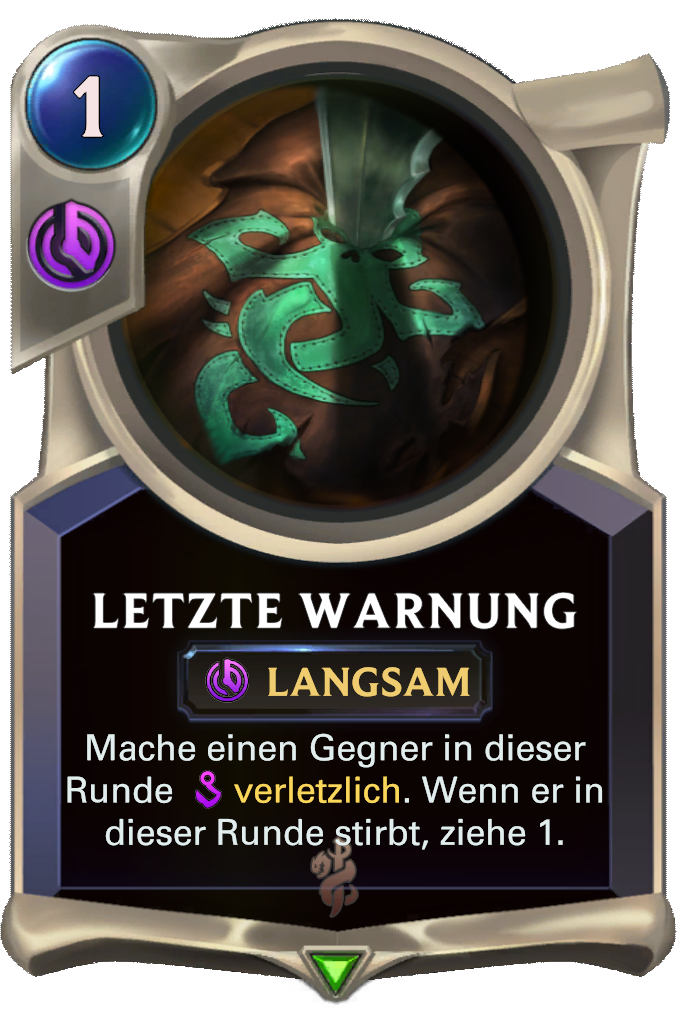 1
LETZTE WARNUNG
LANGSAM
Mache einen Gegner in dieser
Runde verletzlich. Wenn er in
dieser Runde stirbt, ziehe 1.